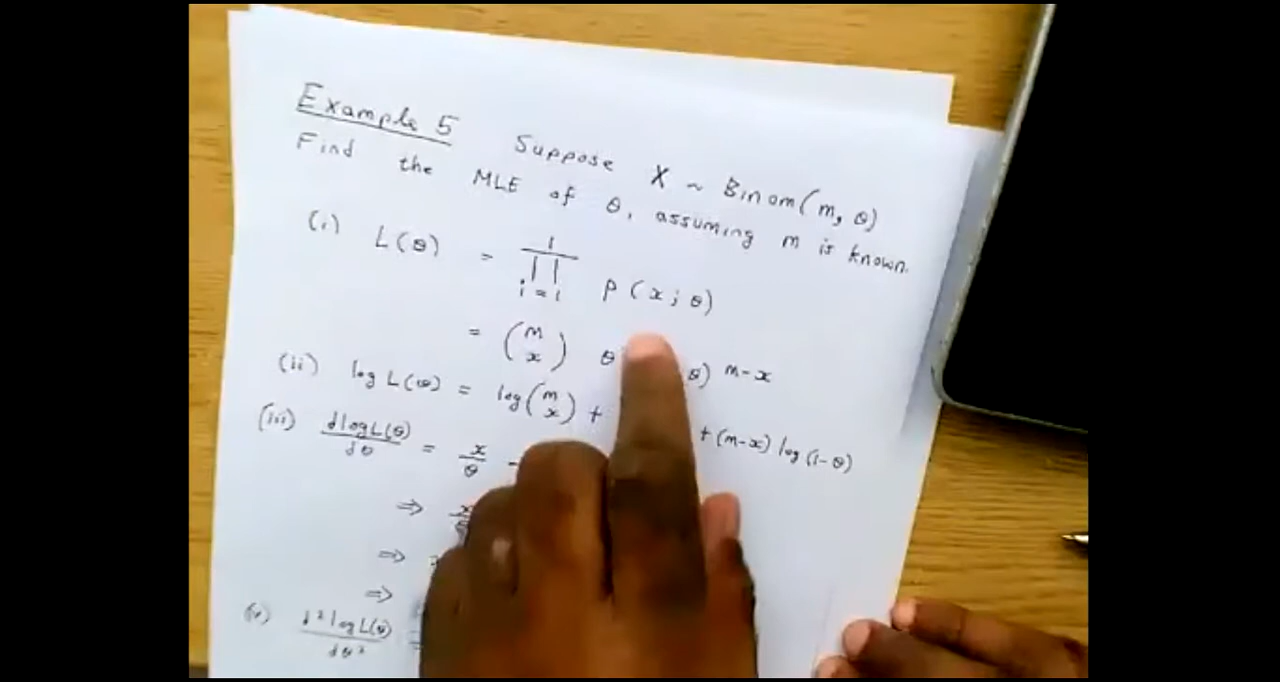 Example 5 Suppose X ~ Binom(m, θ)
Find the MLE of θ, assuming m is known.
(i) L(θ) = ∏_{i=1}^{1} p(x; θ)
= (m x) θ θ)^{m-x}
(ii) log L(θ) = log (m x) + + (m-x) log (1-θ)
(iii) d log L(θ) / dθ = x/θ -
⇒
⇒
⇒
d² log L(θ) / dθ² =